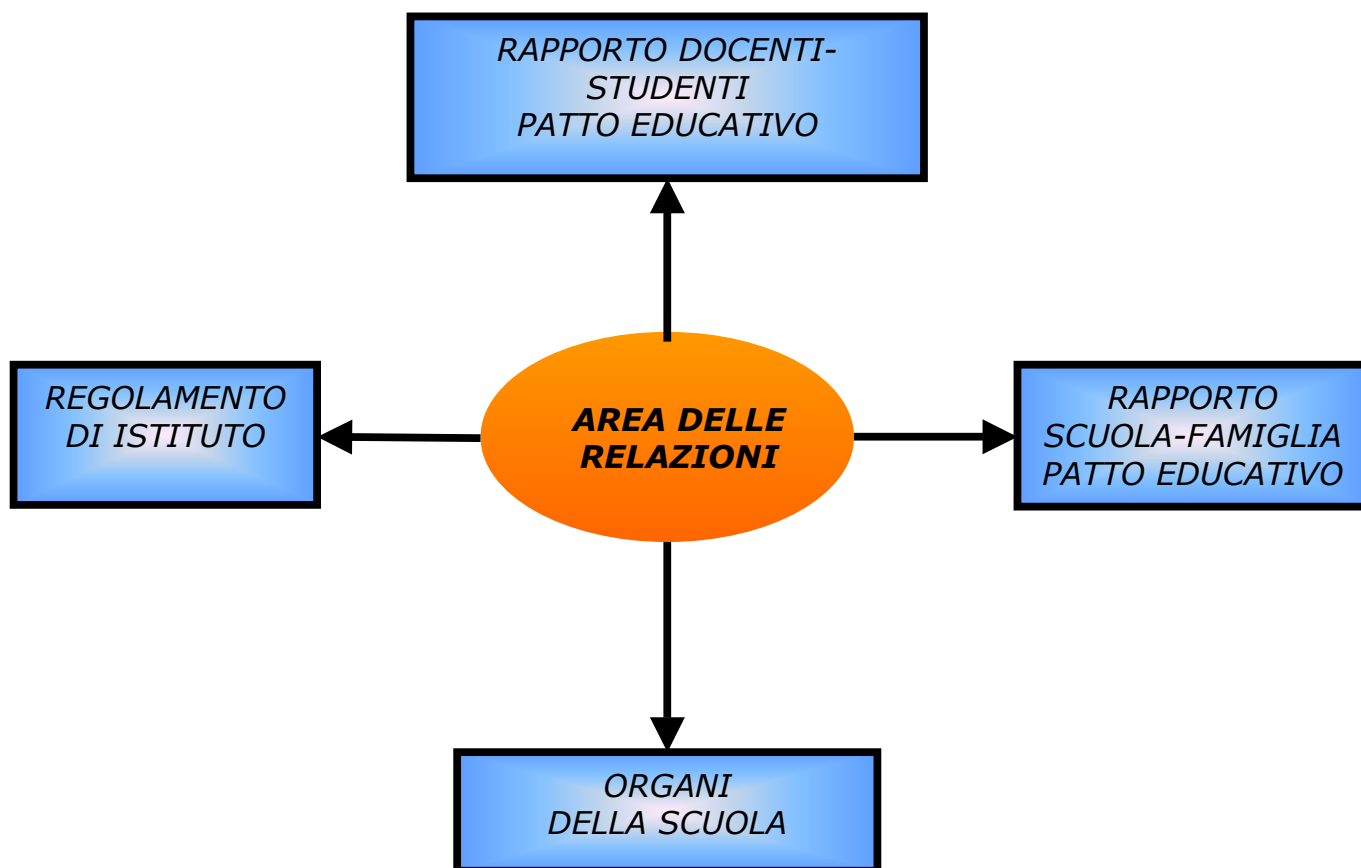 RAPPORTO DOCENTI-
STUDENTI
PATTO EDUCATIVO
REGOLAMENTO
DI ISTITUTO
AREA DELLE
RELAZIONI
RAPPORTO
SCUOLA-FAMIGLIA
PATTO EDUCATIVO
ORGANI
DELLA SCUOLA